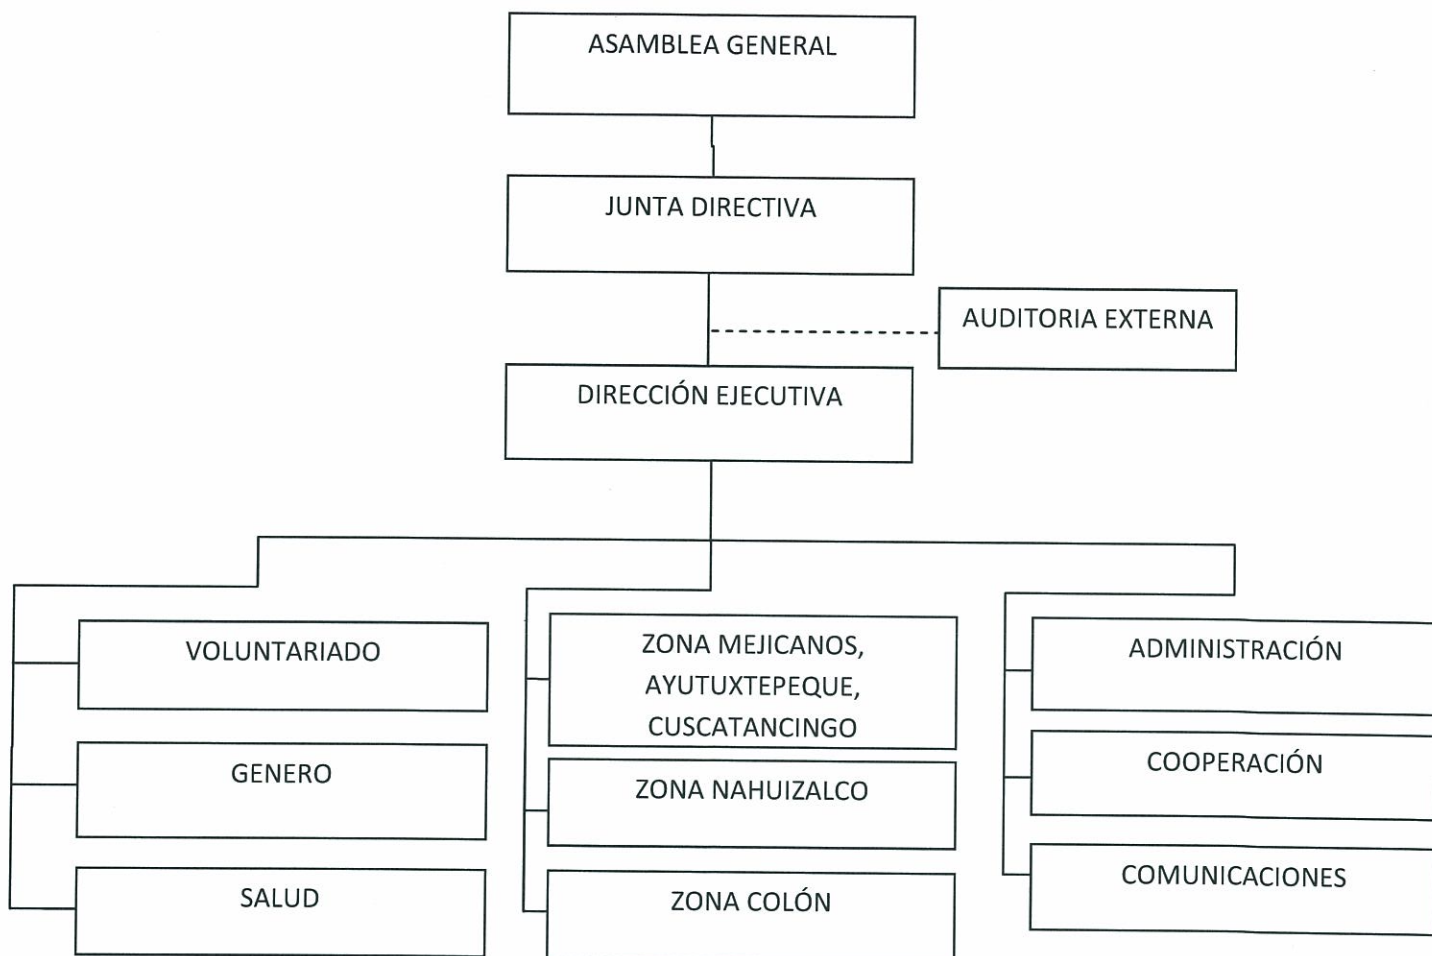 ASAMBLEA GENERAL
JUNTA DIRECTIVA
AUDITORIA EXTERNA
DIRECCIÓN EJECUTIVA
VOLUNTARIADO
GENERO
SALUD
ZONA MEJICANOS,
AYUTUXTEPEQUE,
CUSCATANCINGO
ZONA NAHUIZALCO
ZONA COLÓN
ADMINISTRACIÓN
COOPERACIÓN
COMUNICACIONES